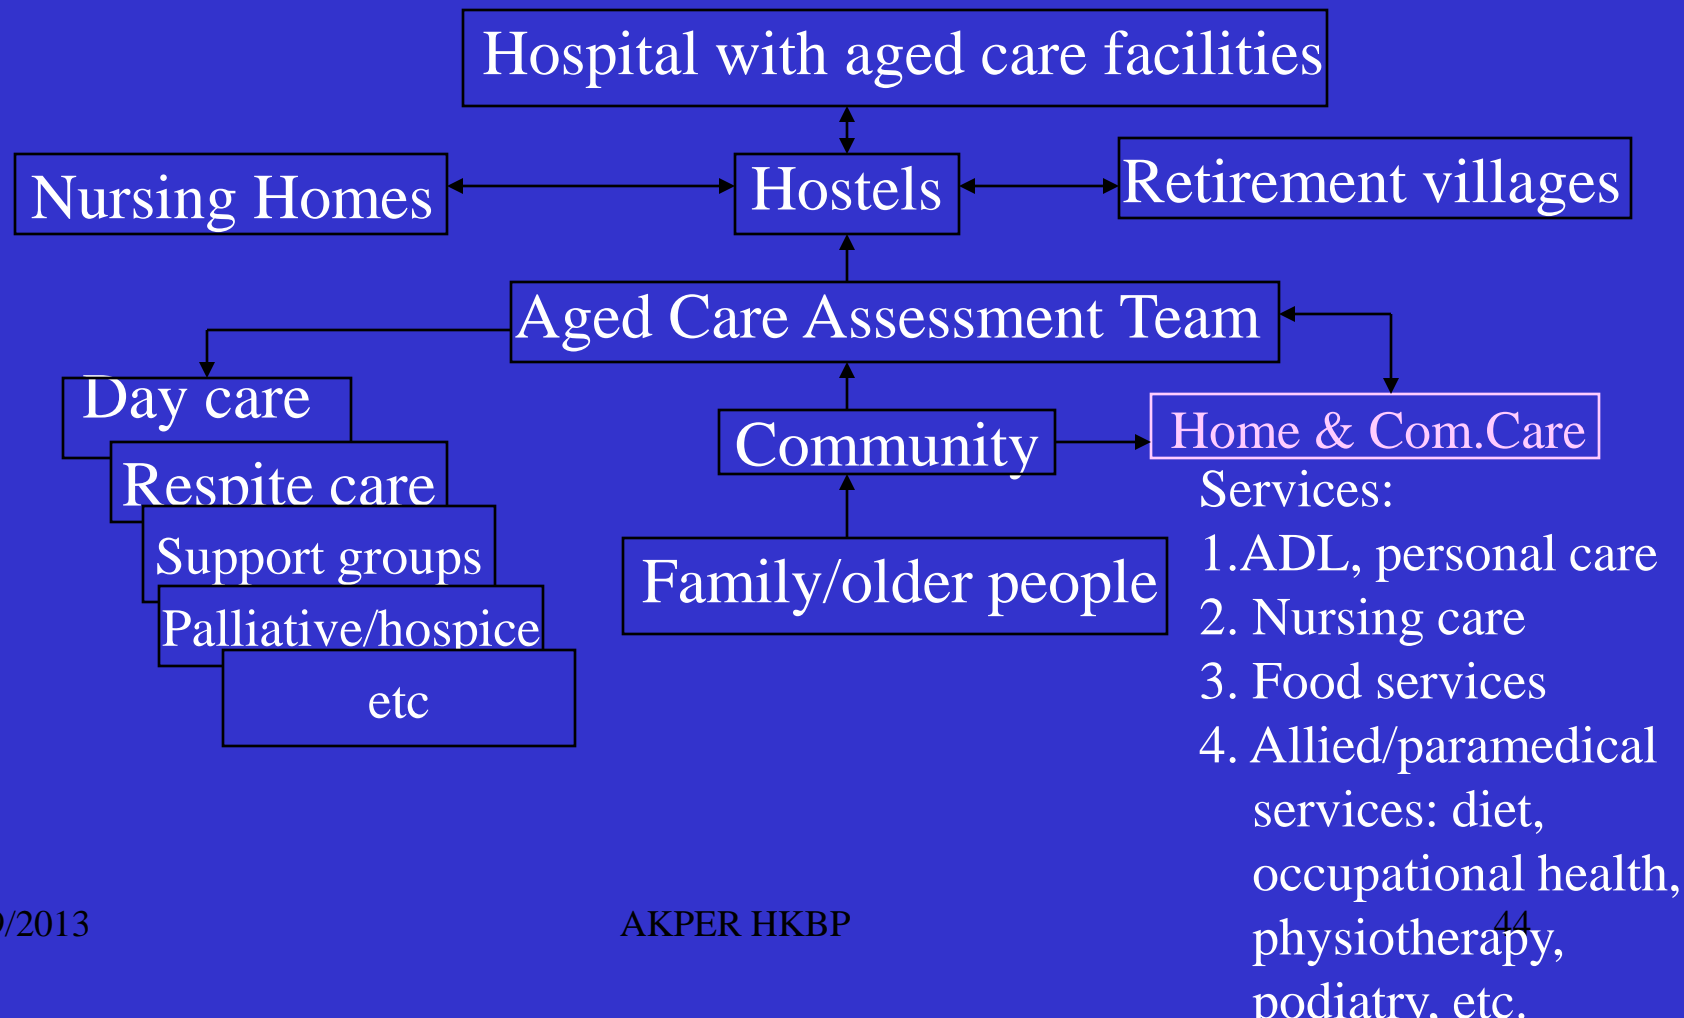 Hospital with aged care facilities
Nursing Homes
Hostels
Retirement villages
Aged Care Assessment Team
Day care
Respite care
Support groups
Palliative/hospice
etc
Community
Family/older people
Home & Com.Care
Services:
1.ADL, personal care
2. Nursing care
3. Food services
4. Allied/paramedical
services: diet,
occupational health,
physiotherapy,
podiatry, etc.
9/2013
AKPER HKBP
44